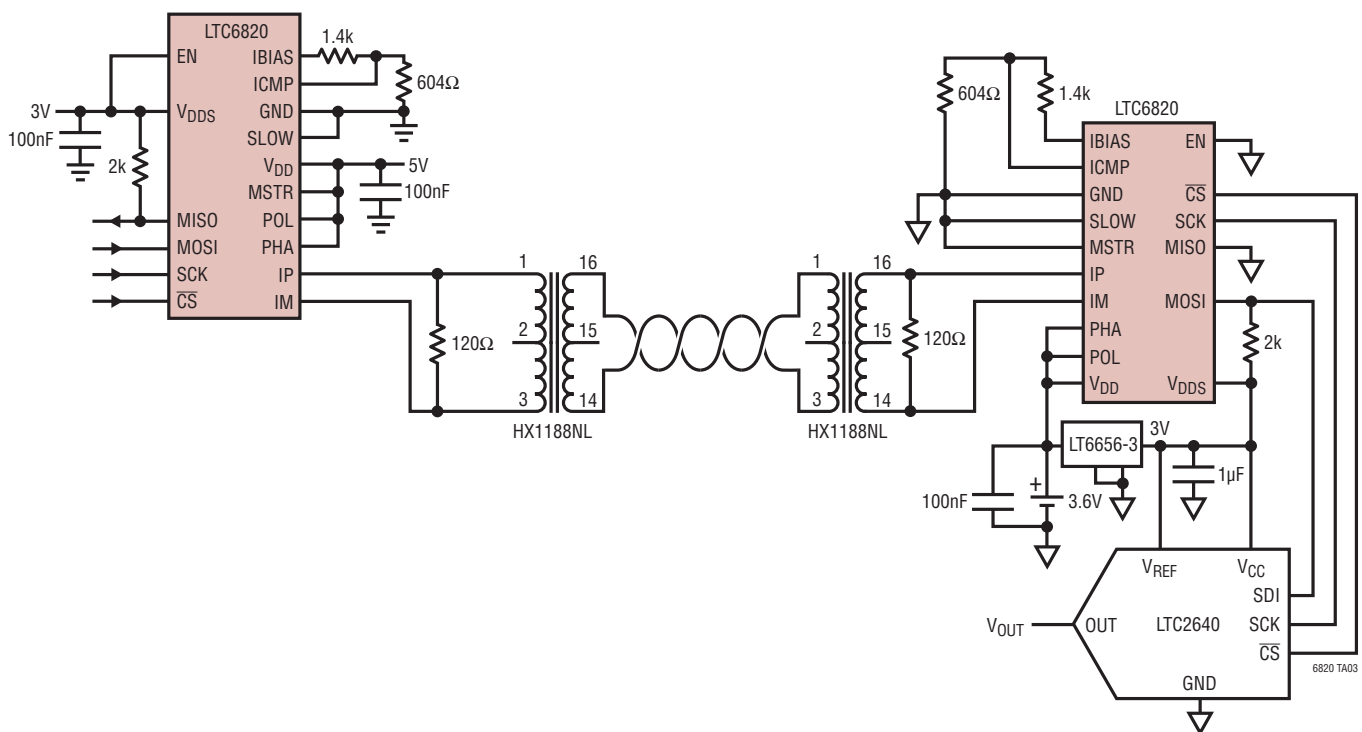 LTC6820
EN
IBIAS
1.4k
ICMP
604Ω
3V
VDDS
GND
100nF
SLOW
2k
VDD
5V
MSTR
100nF
MISO
POL
MOSI
PHA
SCK
IP
CS
IM
120Ω
1
16
2
15
3
14
HX1188NL
1
16
2
15
3
14
HX1188NL
120Ω
604Ω
1.4k
LTC6820
IBIAS
EN
ICMP
GND
CS
SLOW
SCK
MSTR
MISO
IP
IM
MOSI
PHA
2k
POL
VDD
VDDS
LT6656-3
3V
100nF
+
3.6V
1µF
VREF
VCC
SDI
VOUT
OUT
LTC2640
SCK
CS
GND
6820 TA03